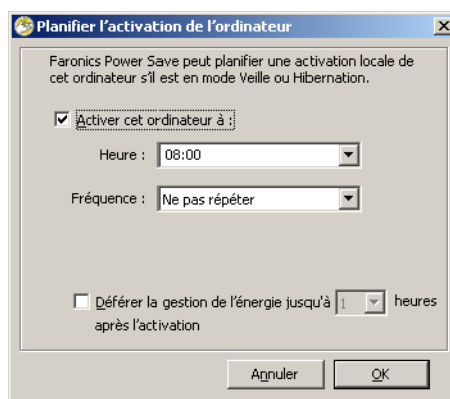 Planifier l'activation de l'ordinateur
Faronics Power Save peut planifier une activation locale de
cet ordinateur s'il est en mode Veille ou Hibernation.
Activer cet ordinateur à :
Heure : 08:00
Fréquence : Ne pas répéter
Déférer la gestion de l'énergie jusqu'à 1 heures
après l'activation
Annuler OK